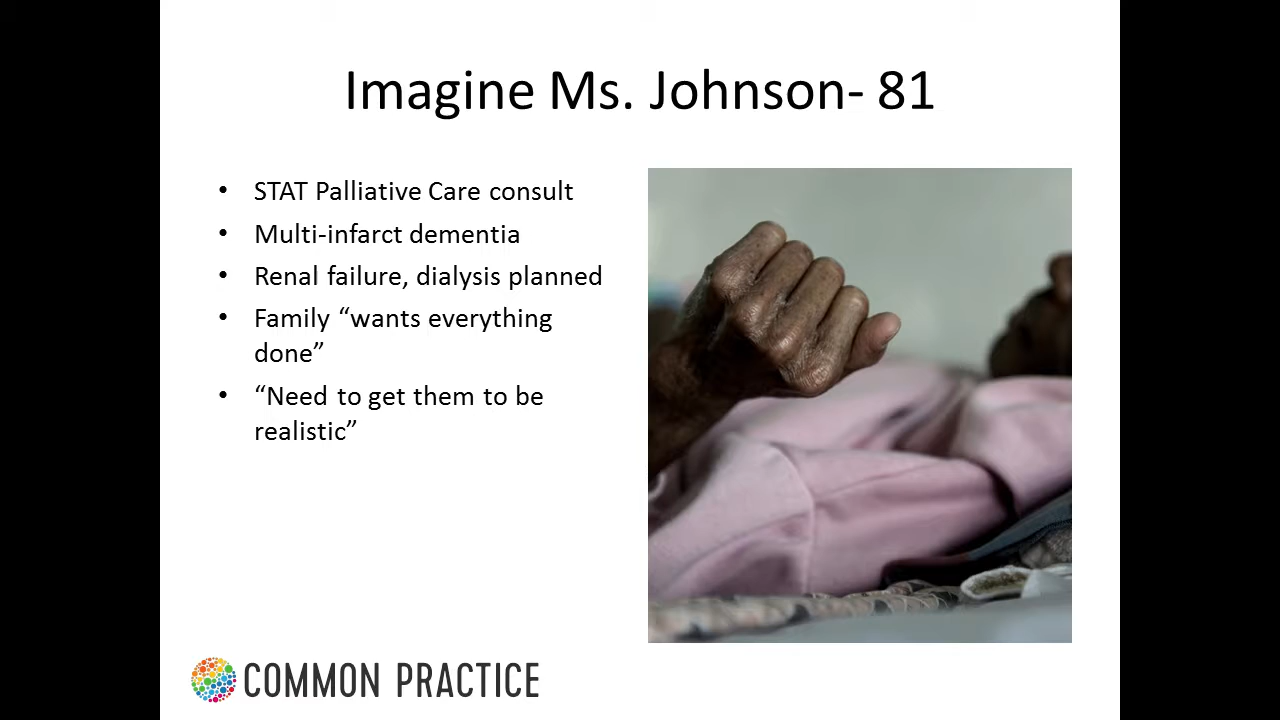 Imagine Ms. Johnson- 81
• STAT Palliative Care consult
• Multi-infarct dementia
• Renal failure, dialysis planned
• Family “wants everything
done”
• “Need to get them to be
realistic”
COMMON PRACTICE